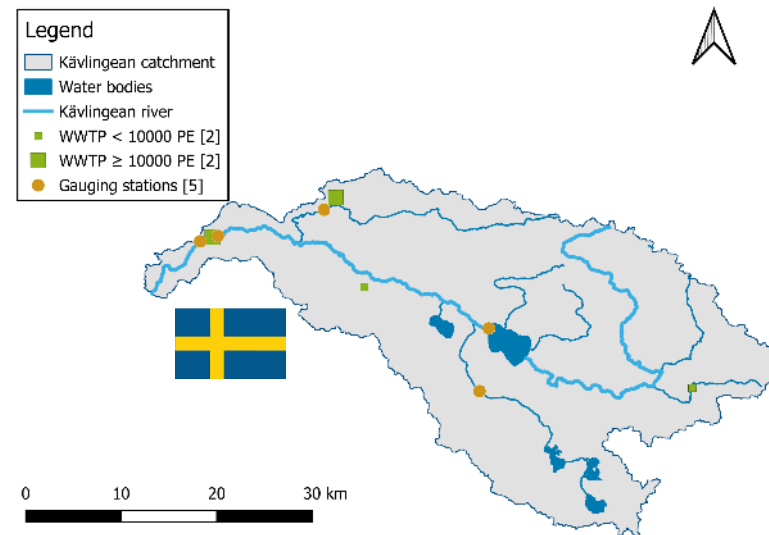 Legend
Kävlingean catchment
Water bodies
Kävlingean river
WWTP < 10000 PE [2]
WWTP ≥ 10000 PE [2]
Gauging stations [5]
0 10 20 30 km